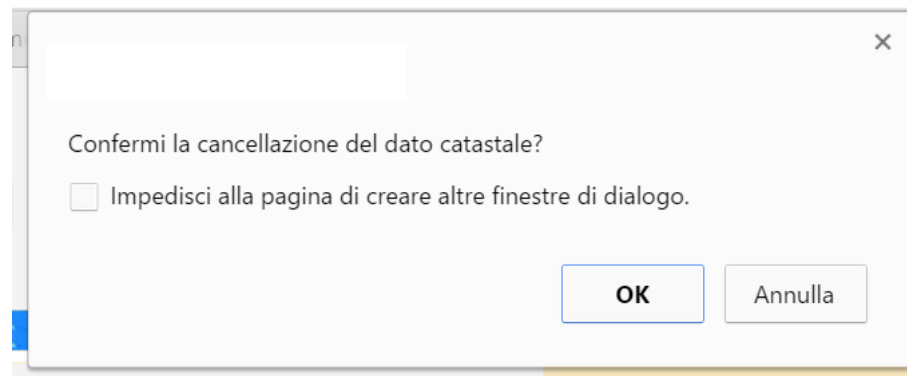 Confermi la cancellazione del dato catastale?
Impedisci alla pagina di creare altre finestre di dialogo.
OK Annulla